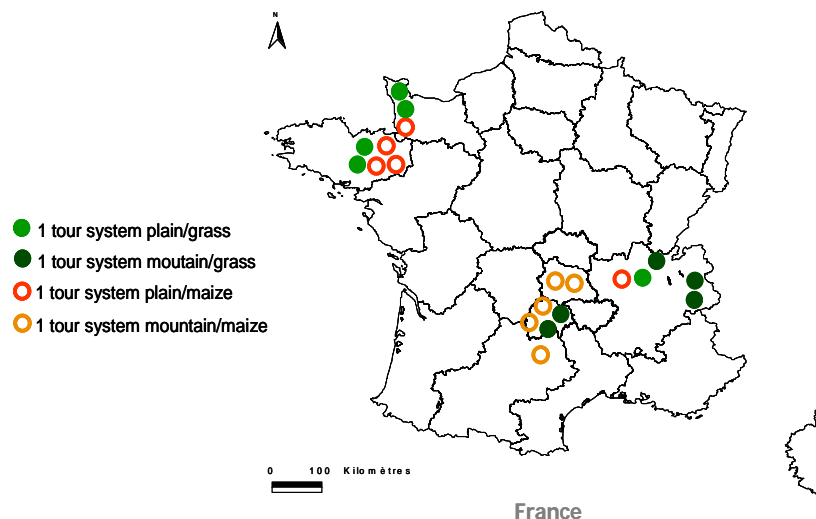 N
1 tour system plain/grass
1 tour system moutain/grass
1 tour system plain/maize
1 tour system mountain/maize
0 100 Kilomètres
France